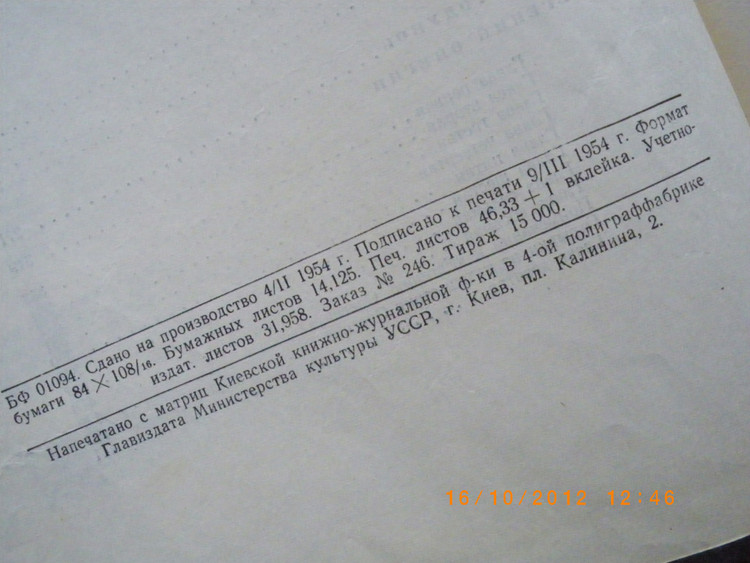 БФ 01094. Сдано на производство 4/II 1954 г. Подписано к печати 9/III 1954 г. Формат
бумаги 84×108/₁₆. Бумажных листов 14,125. Печ. листов 46,33 + 1 вклейка. Учетно-
издат. листов 31,958. Заказ № 246. Тираж 15 000.
Напечатано с матриц Киевской книжно-журнальной ф-ки в 4-ой полиграффабрике
Главиздата Министерства культуры УССР, г. Киев, пл. Калинина, 2.
16/10/2012 12:46